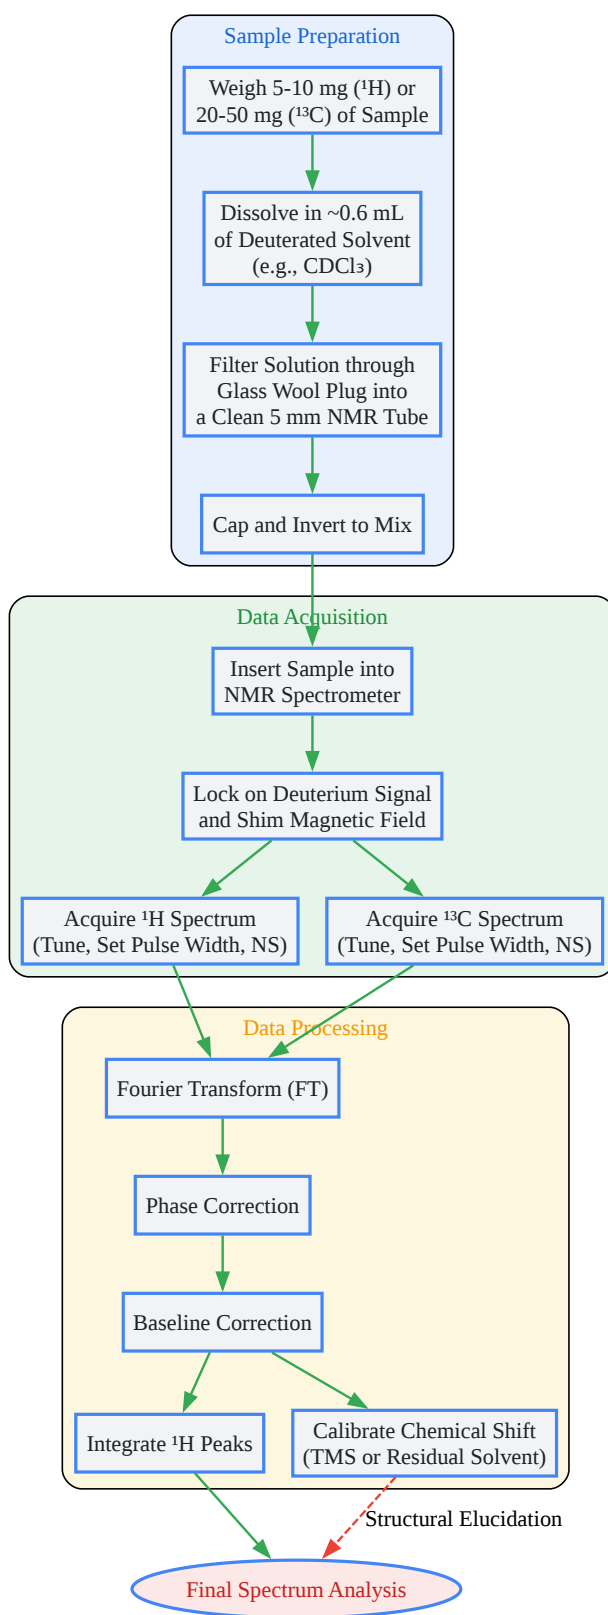 Sample Preparation
Weigh 5-10 mg (¹H) or
20-50 mg (¹³C) of Sample
Dissolve in ~0.6 mL
of Deuterated Solvent
(e.g., CDCl₃)
Filter Solution through
Glass Wool Plug into
a Clean 5 mm NMR Tube
Cap and Invert to Mix
Data Acquisition
Insert Sample into
NMR Spectrometer
Lock on Deuterium Signal
and Shim Magnetic Field
Acquire ¹H Spectrum
(Tune, Set Pulse Width, NS)
Acquire ¹³C Spectrum
(Tune, Set Pulse Width, NS)
Data Processing
Fourier Transform (FT)
Phase Correction
Baseline Correction
Integrate ¹H Peaks
Calibrate Chemical Shift
(TMS or Residual Solvent)
Structural Elucidation
Final Spectrum Analysis